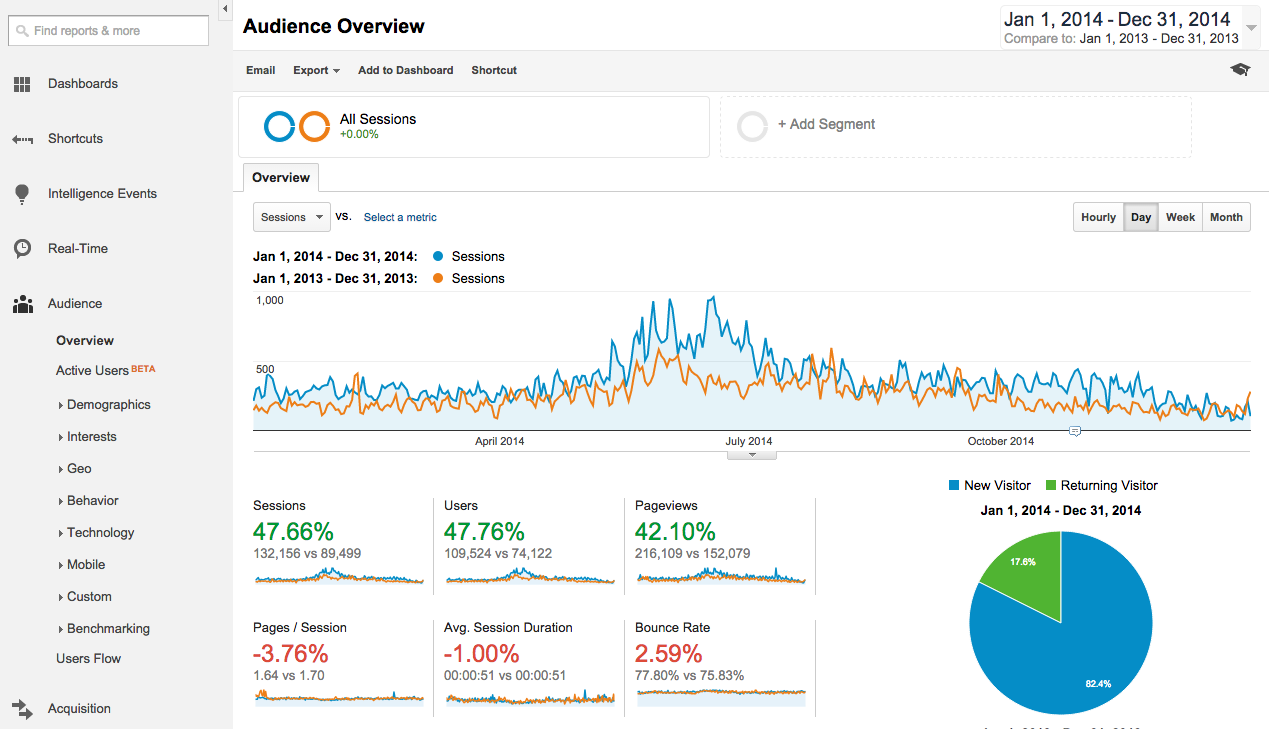 Find reports & more
Dashboards
Shortcuts
Intelligence Events
Real-Time
Audience
Overview
Active Users BETA
Demographics
Interests
Geo
Behavior
Technology
Mobile
Custom
Benchmarking
Users Flow
Acquisition
Audience Overview
Jan 1, 2014 - Dec 31, 2014
Compare to: Jan 1, 2013 - Dec 31, 2013
Email Export Add to Dashboard Shortcut
All Sessions
+0.00%
+ Add Segment
Overview
Sessions VS. Select a metric
Hourly Day Week Month
Jan 1, 2014 - Dec 31, 2014: Sessions
Jan 1, 2013 - Dec 31, 2013: Sessions
1,000
500
April 2014 July 2014 October 2014
Sessions
47.66%
132,156 vs 89,499
Users
47.76%
109,524 vs 74,122
Pageviews
42.10%
216,109 vs 152,079
Pages / Session
-3.76%
1.64 vs 1.70
Avg. Session Duration
-1.00%
00:00:51 vs 00:00:51
Bounce Rate
2.59%
77.80% vs 75.83%
New Visitor Returning Visitor
Jan 1, 2014 - Dec 31, 2014
17.6%
82.4%